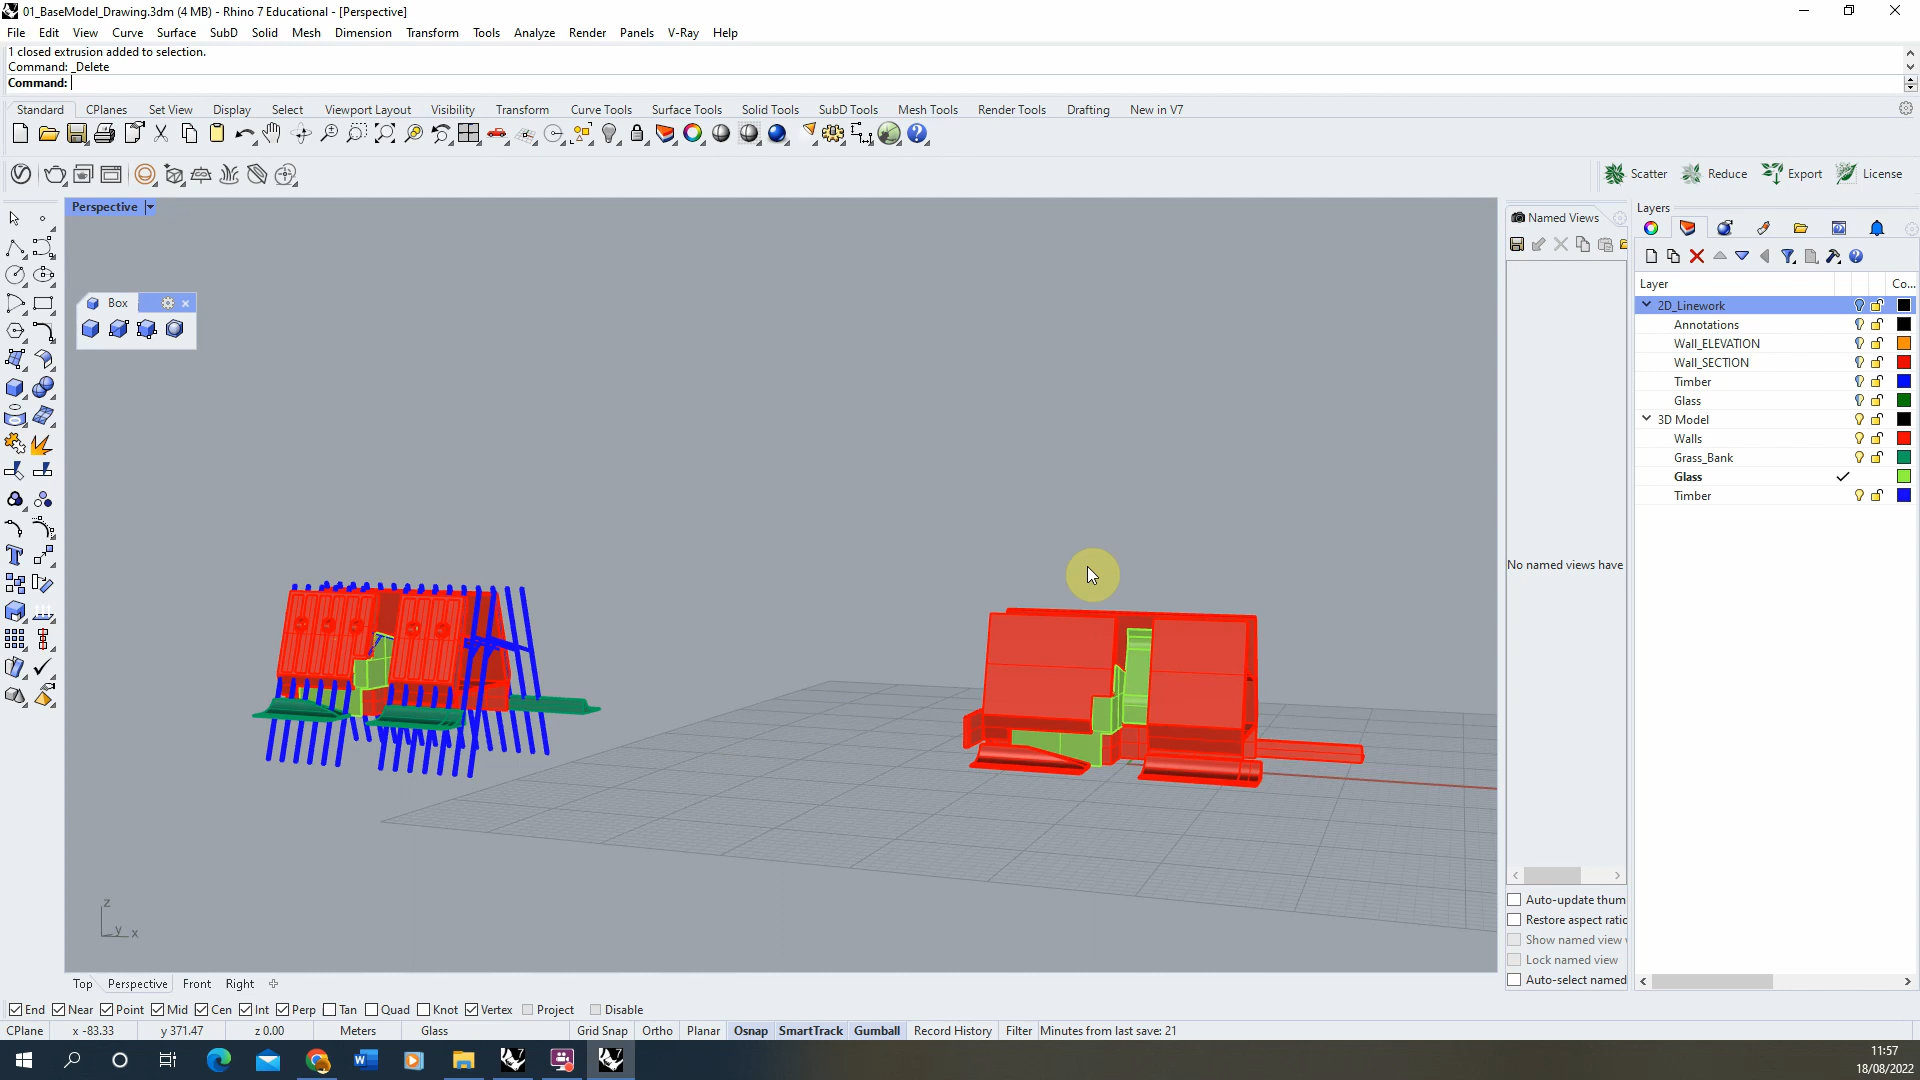 01_BaseModel_Drawing.3dm (4 MB) - Rhino 7 Educational - [Perspective]
File Edit View Curve Surface SubD Solid Mesh Dimension Transform Tools Analyze Render Panels V-Ray Help
1 closed extrusion added to selection.
Command: _Delete
Command:
Standard CPlanes Set View Display Select Viewport Layout Visibility Transform Curve Tools Surface Tools Solid Tools SubD Tools Mesh Tools Render Tools Drafting New in V7
Scatter Reduce Export License
Perspective
Named Views
Layers
Box
Layer Co...
2D_Linework
Annotations
Wall_ELEVATION
Wall_SECTION
Timber
Glass
3D Model
Walls
Grass_Bank
Glass
Timber
No named views have
Auto-update thum
Restore aspect ratio
Show named view
Lock named view
Auto-select named
z
y x
Top Perspective Front Right
End Near Point Mid Cen Int Perp Tan Quad Knot Vertex Project Disable
CPlane x -83.33 y 371.47 z 0.00 Meters Glass Grid Snap Ortho Planar Osnap SmartTrack Gumball Record History Filter Minutes from last save: 21
11:57
18/08/2022